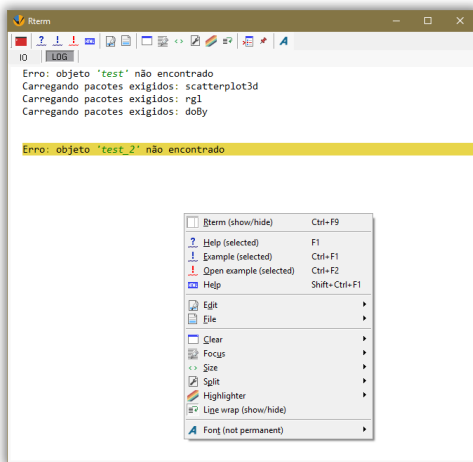 Rterm
IO LOG
Erro: objeto 'test' não encontrado
Carregando pacotes exigidos: scatterplot3d
Carregando pacotes exigidos: rgl
Carregando pacotes exigidos: doBy
Erro: objeto 'test_2' não encontrado
Rterm (show/hide) Ctrl+F9
Help (selected) F1
Example (selected) Ctrl+F1
Open example (selected) Ctrl+F2
Help Shift+Ctrl+F1
Edit
File
Clear
Focus
Size
Split
Highlighter
Line wrap (show/hide)
Font (not permanent)